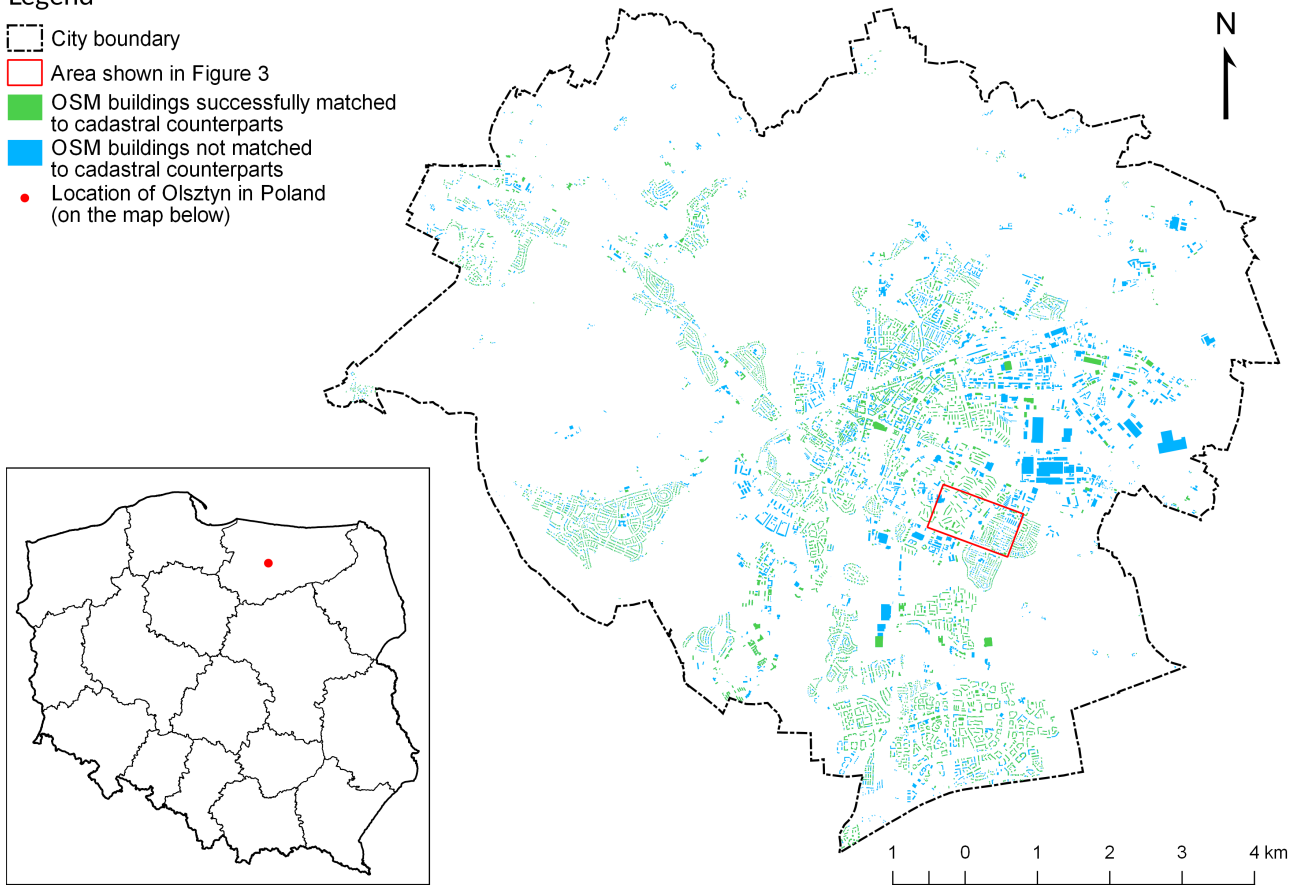 Legend
City boundary
Area shown in Figure 3
OSM buildings successfully matched
to cadastral counterparts
OSM buildings not matched
to cadastral counterparts
Location of Olsztyn in Poland
(on the map below)
N
1 0 1 2 3 4 km